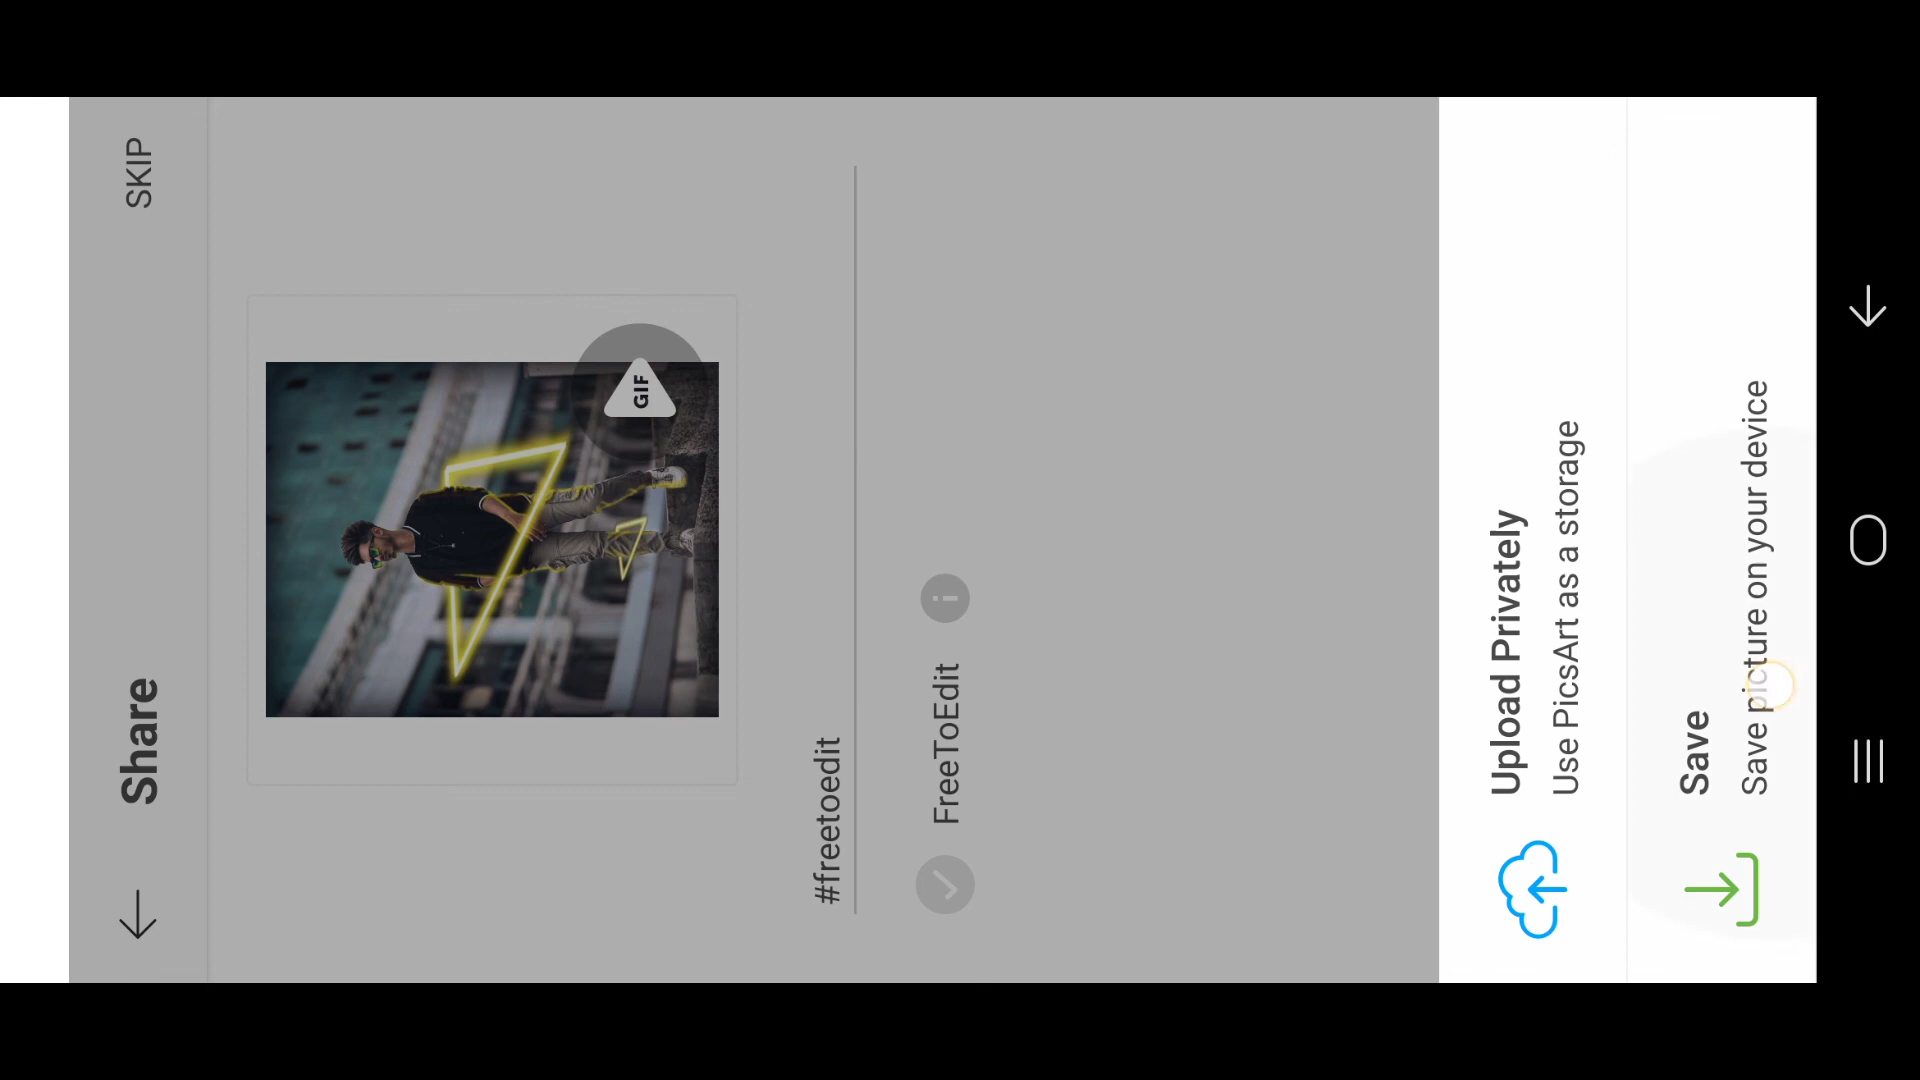 Share
SKIP
GIF
#freetoedit
FreeToEdit
i
Upload Privately
Use PicsArt as a storage
Save
Save picture on your device